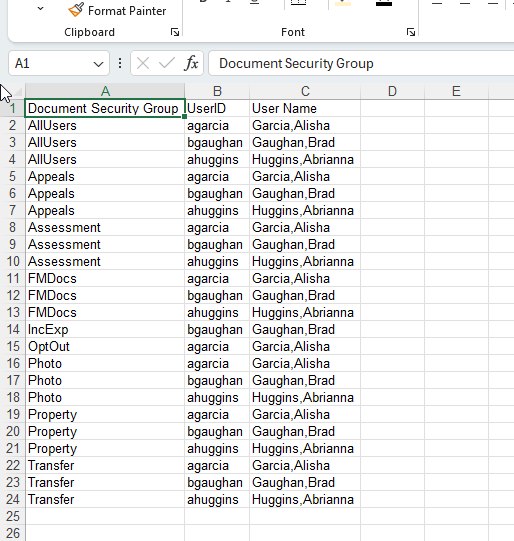 Format Painter
Clipboard Font
A1 fx Document Security Group
A B C D E
1 Document Security Group UserID User Name
2 AllUsers agarcia Garcia,Alisha
3 AllUsers bgaughan Gaughan,Brad
4 AllUsers ahuggins Huggins,Abrianna
5 Appeals agarcia Garcia,Alisha
6 Appeals bgaughan Gaughan,Brad
7 Appeals ahuggins Huggins,Abrianna
8 Assessment agarcia Garcia,Alisha
9 Assessment bgaughan Gaughan,Brad
10 Assessment ahuggins Huggins,Abrianna
11 FMDocs agarcia Garcia,Alisha
12 FMDocs bgaughan Gaughan,Brad
13 FMDocs ahuggins Huggins,Abrianna
14 IncExp bgaughan Gaughan,Brad
15 OptOut agarcia Garcia,Alisha
16 Photo agarcia Garcia,Alisha
17 Photo bgaughan Gaughan,Brad
18 Photo ahuggins Huggins,Abrianna
19 Property agarcia Garcia,Alisha
20 Property bgaughan Gaughan,Brad
21 Property ahuggins Huggins,Abrianna
22 Transfer agarcia Garcia,Alisha
23 Transfer bgaughan Gaughan,Brad
24 Transfer ahuggins Huggins,Abrianna
25
26